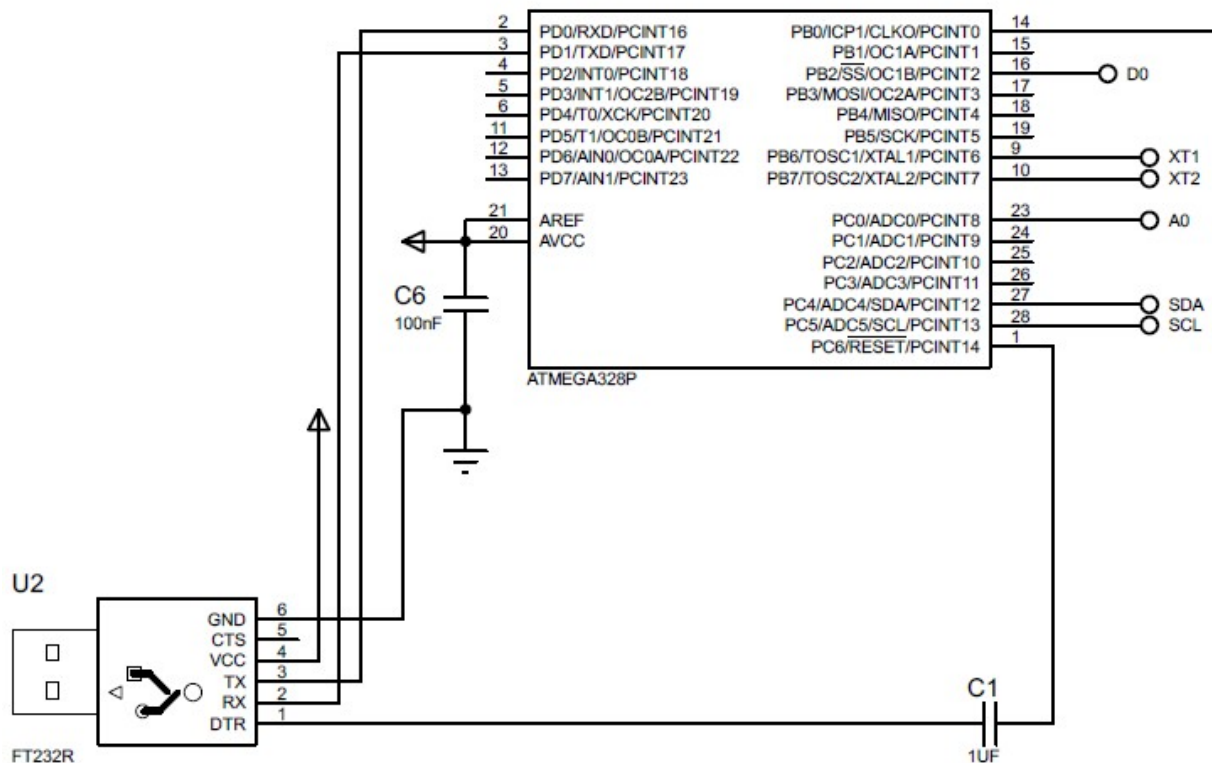 2 PD0/RXD/PCINT16 PB0/ICP1/CLKO/PCINT0 14
3 PD1/TXD/PCINT17 PB1/OC1A/PCINT1 15
4 PD2/INT0/PCINT18 PB2/SS/OC1B/PCINT2 16 D0
5 PD3/INT1/OC2B/PCINT19 PB3/MOSI/OC2A/PCINT3 17
6 PD4/T0/XCK/PCINT20 PB4/MISO/PCINT4 18
11 PD5/T1/OC0B/PCINT21 PB5/SCK/PCINT5 19
12 PD6/AIN0/OC0A/PCINT22 PB6/TOSC1/XTAL1/PCINT6 9 XT1
13 PD7/AIN1/PCINT23 PB7/TOSC2/XTAL2/PCINT7 10 XT2
21 AREF PC0/ADC0/PCINT8 23 A0
20 AVCC PC1/ADC1/PCINT9 24
PC2/ADC2/PCINT10 25
PC3/ADC3/PCINT11 26
C6 PC4/ADC4/SDA/PCINT12 27 SDA
100nF PC5/ADC5/SCL/PCINT13 28 SCL
PC6/RESET/PCINT14 1
ATMEGA328P
U2
GND 6
CTS 5
VCC 4
TX 3
RX 2
DTR 1
C1
1UF
FT232R